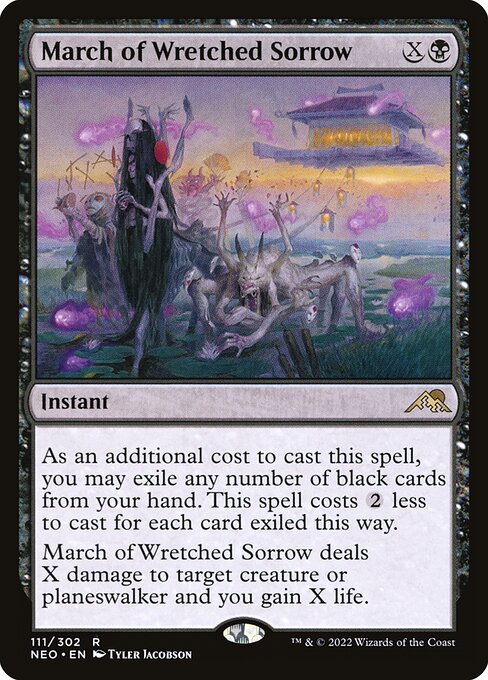 March of Wretched Sorrow X
Instant
As an additional cost to cast this spell,
you may exile any number of black cards
from your hand. This spell costs 2 less
to cast for each card exiled this way.
March of Wretched Sorrow deals
X damage to target creature or
planeswalker and you gain X life.
111/302 R
NEO • EN Tyler Jacobson
™ & © 2022 Wizards of the Coast